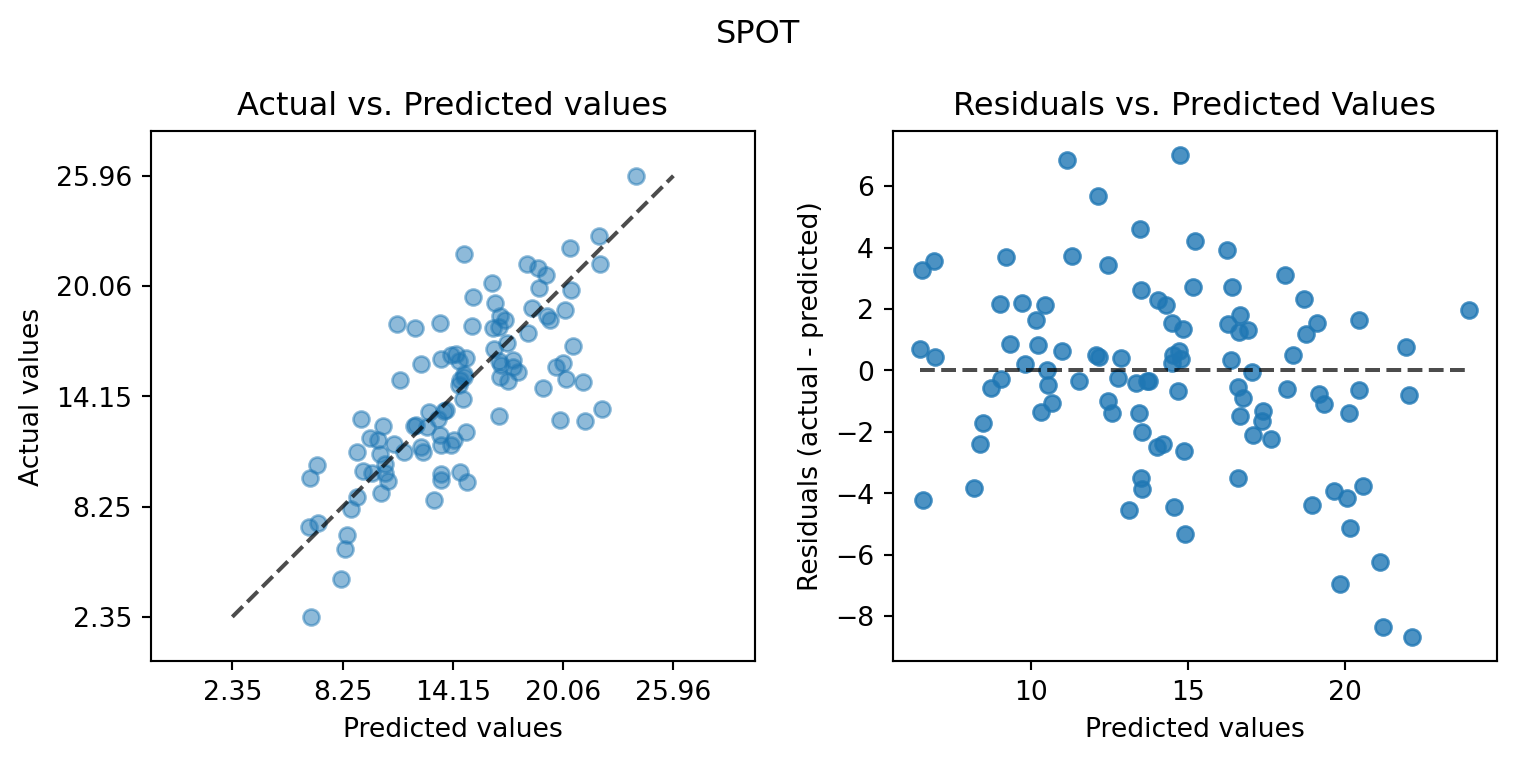 SPOT
Actual vs. Predicted values
Actual values
25.96
20.06
14.15
8.25
2.35
2.35 8.25 14.15 20.06 25.96
Predicted values
Residuals vs. Predicted Values
Residuals (actual - predicted)
6
4
2
0
−2
−4
−6
−8
10 15 20
Predicted values